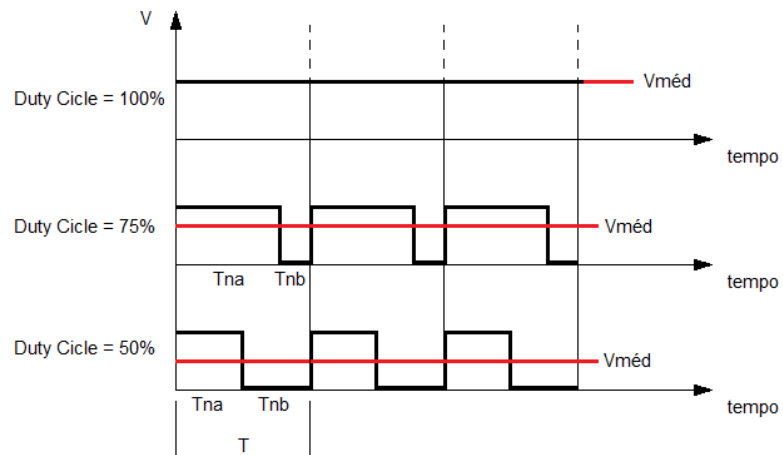 V
Duty Cicle = 100%
Vméd
tempo
Duty Cicle = 75%
Vméd
Tna Tnb
tempo
Duty Cicle = 50%
Vméd
Tna Tnb
tempo
T